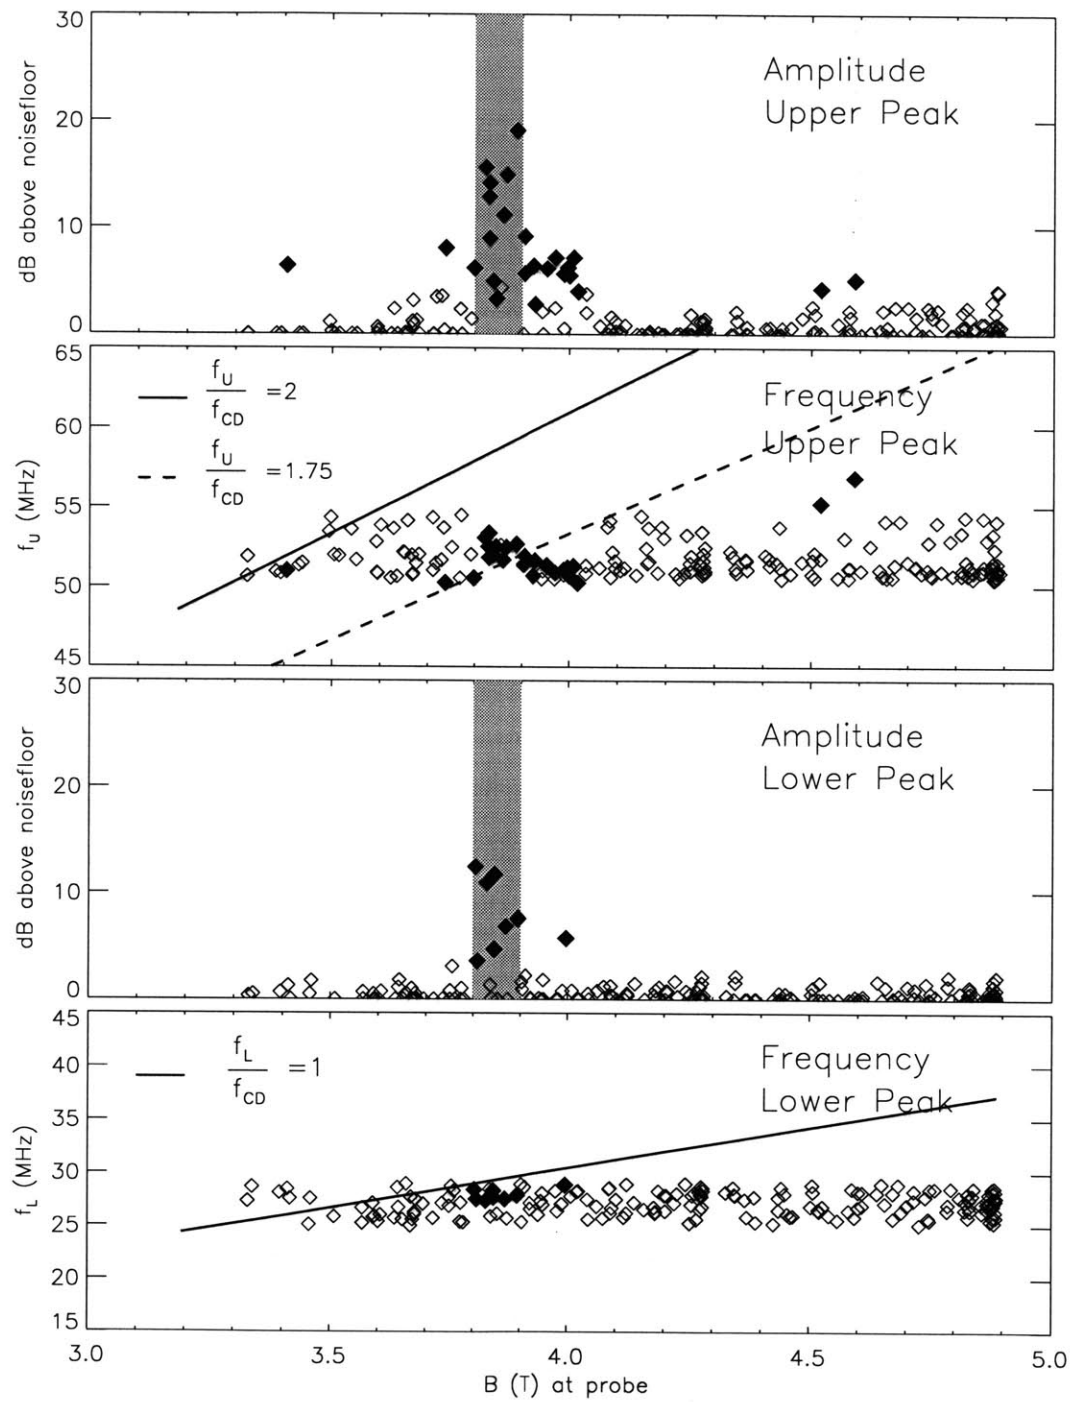 30
20
10
0
dB above noisefloor
Amplitude
Upper Peak
65
60
55
50
45
f_U (MHz)
f_U / f_CD =2
f_U / f_CD =1.75
Frequency
Upper Peak
30
20
10
0
dB above noisefloor
Amplitude
Lower Peak
45
40
35
30
25
20
15
f_L (MHz)
f_L / f_CD =1
Frequency
Lower Peak
3.0 3.5 4.0 4.5 5.0
B (T) at probe